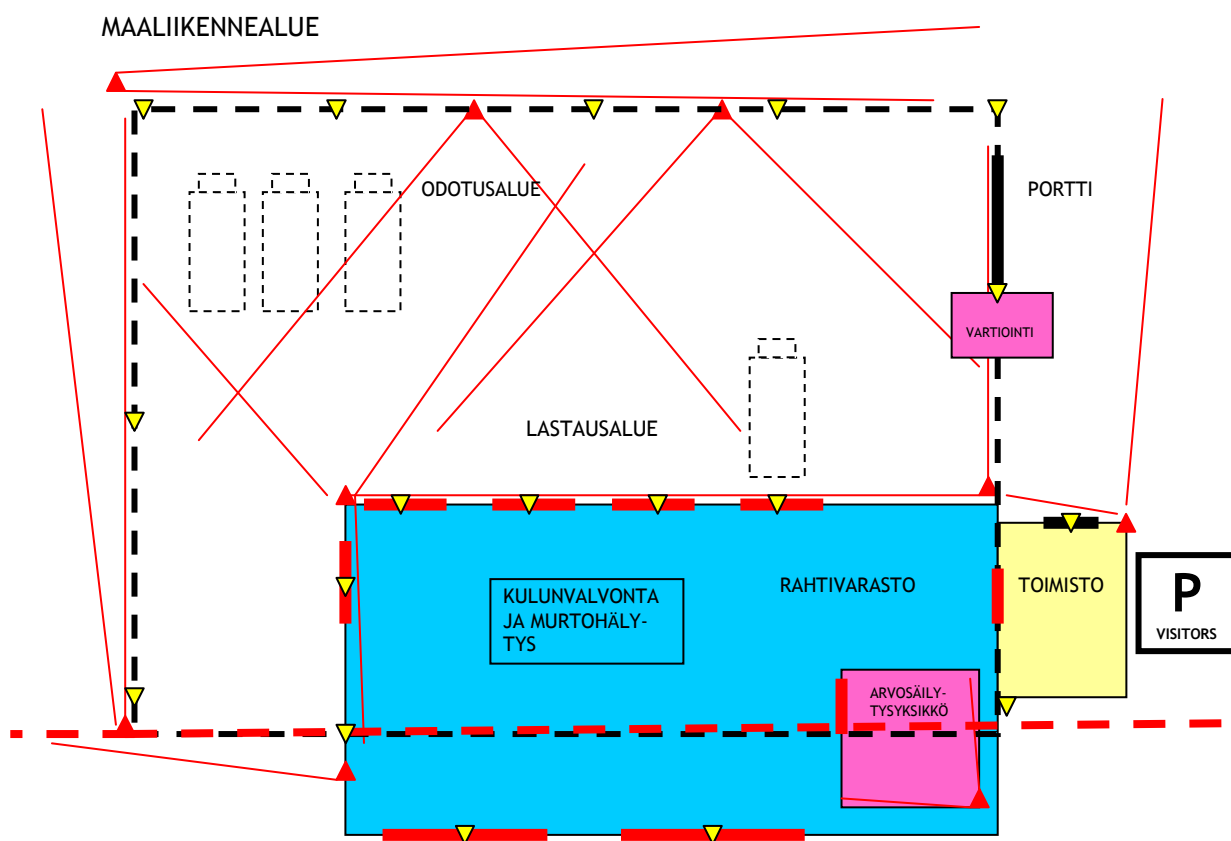 MAALIIKENNEALUE
ODOTUSALUE
PORTTI
VARTIOINTI
LASTAUSALUE
KULUNVALVONTA
JA MURTOHÄLY-
TYS
RAHTIVARASTO
TOIMISTO
P
VISITORS
ARVOSÄILY-
TYSYKSIKKÖ